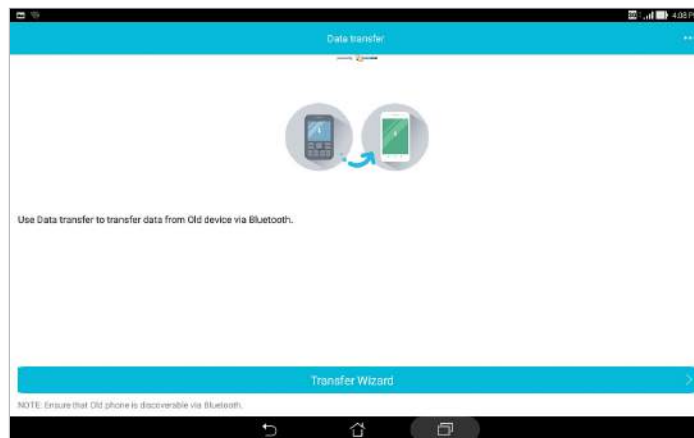 4:08 P
Data transfer
Use Data transfer to transfer data from Old device via Bluetooth.
Transfer Wizard
NOTE: Ensure that Old phone is discoverable via Bluetooth.